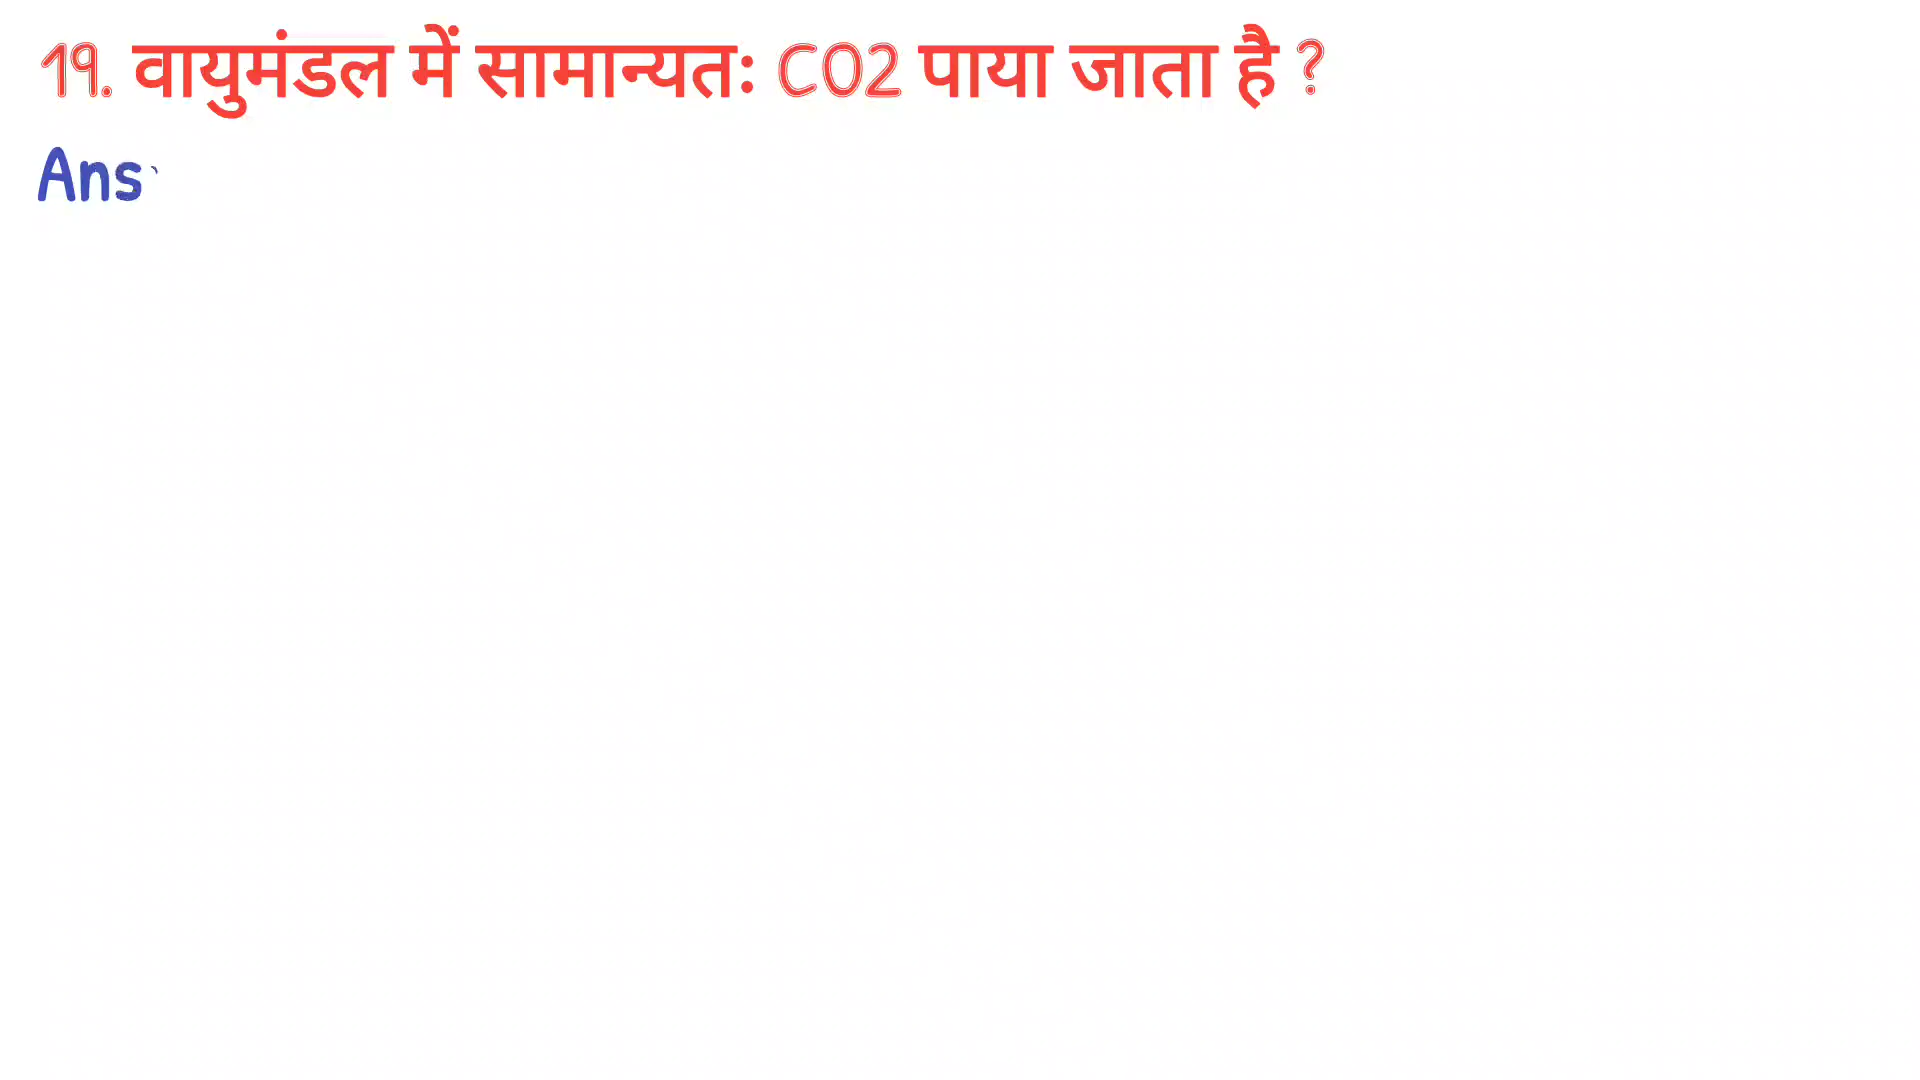 19. वायुमंडल में सामान्यतः CO2 पाया जाता है ?
Ans